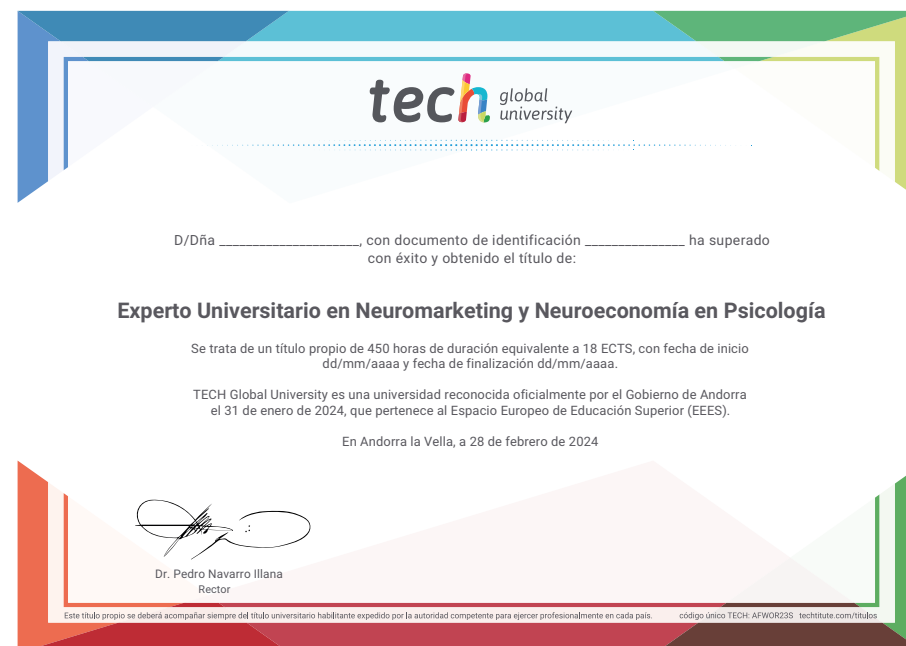 tech global
university
D/Dña _____________________, con documento de identificación _______________ ha superado
con éxito y obtenido el título de:
Experto Universitario en Neuromarketing y Neuroeconomía en Psicología
Se trata de un título propio de 450 horas de duración equivalente a 18 ECTS, con fecha de inicio
dd/mm/aaaa y fecha de finalización dd/mm/aaaa.
TECH Global University es una universidad reconocida oficialmente por el Gobierno de Andorra
el 31 de enero de 2024, que pertenece al Espacio Europeo de Educación Superior (EEES).
En Andorra la Vella, a 28 de febrero de 2024
Dr. Pedro Navarro Illana
Rector
Este título propio se deberá acompañar siempre del título universitario habilitante expedido por la autoridad competente para ejercer profesionalmente en cada país. código único TECH: AFWOR23S techtitute.com/titulos